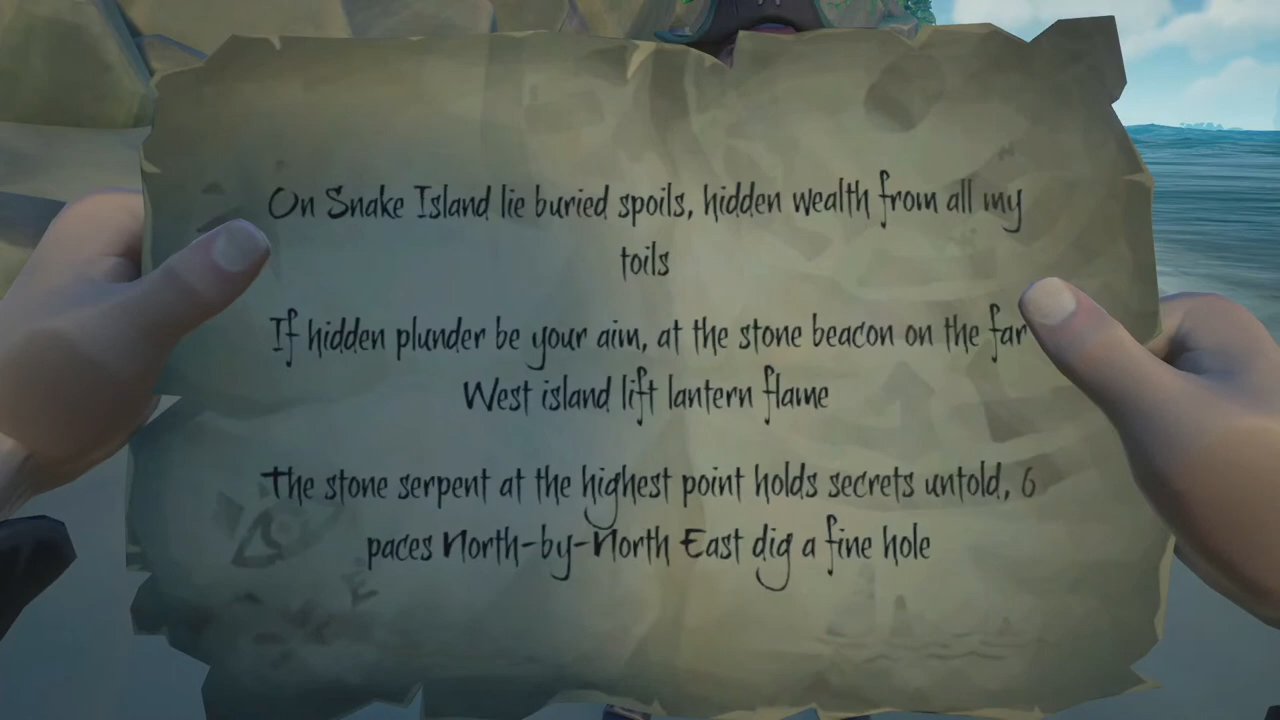 On Snake Island lie buried spoils, hidden wealth from all my
toils
If hidden plunder be your aim, at the stone beacon on the far
West island lift lantern flame
The stone serpent at the highest point holds secrets untold, 6
paces North-by-North East dig a fine hole